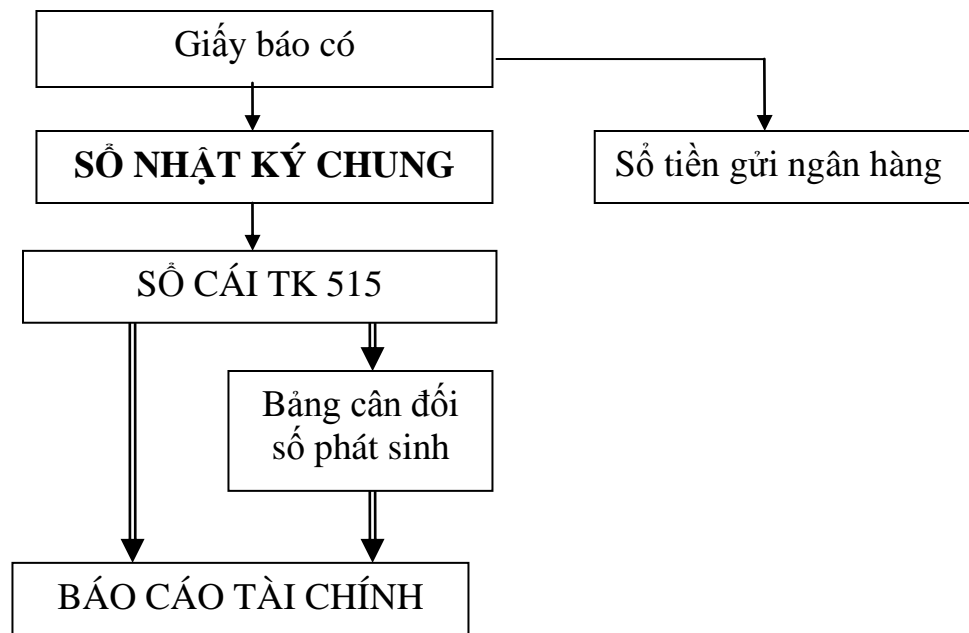 Giấy báo có
SỔ NHẬT KÝ CHUNG
Sổ tiền gửi ngân hàng
SỔ CÁI TK 515
Bảng cân đối
số phát sinh
BÁO CÁO TÀI CHÍNH